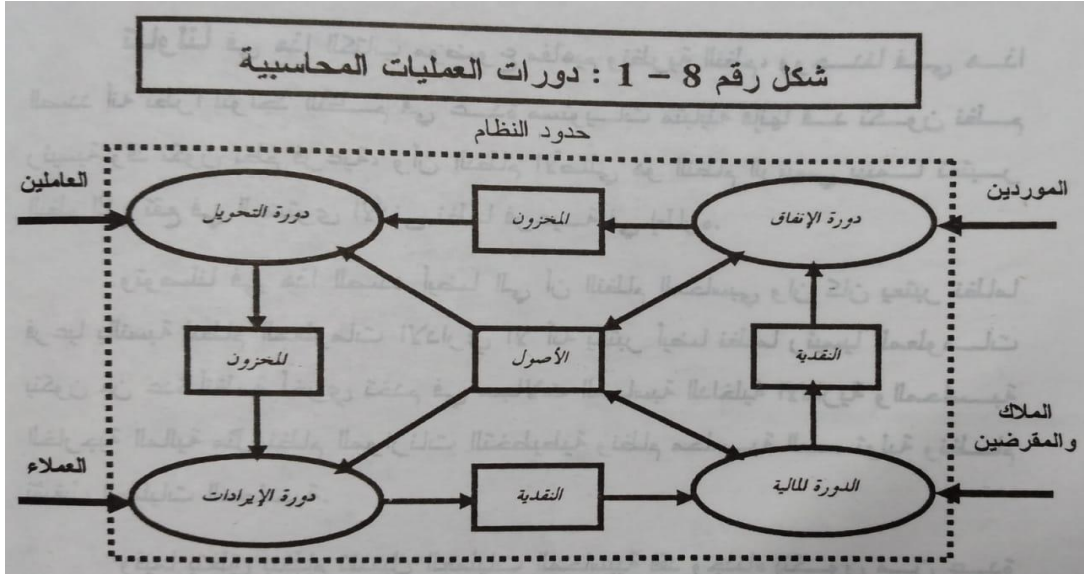 شكل رقم 8 – 1 : دورات العمليات المحاسبية
حدود النظام
الموردين
دورة الإنفاق
المخزون
دورة التحويل
العاملين
النقدية
الأصول
المخزون
الملاك
والمقرضين
الدورة المالية
النقدية
دورة الإيرادات
العملاء